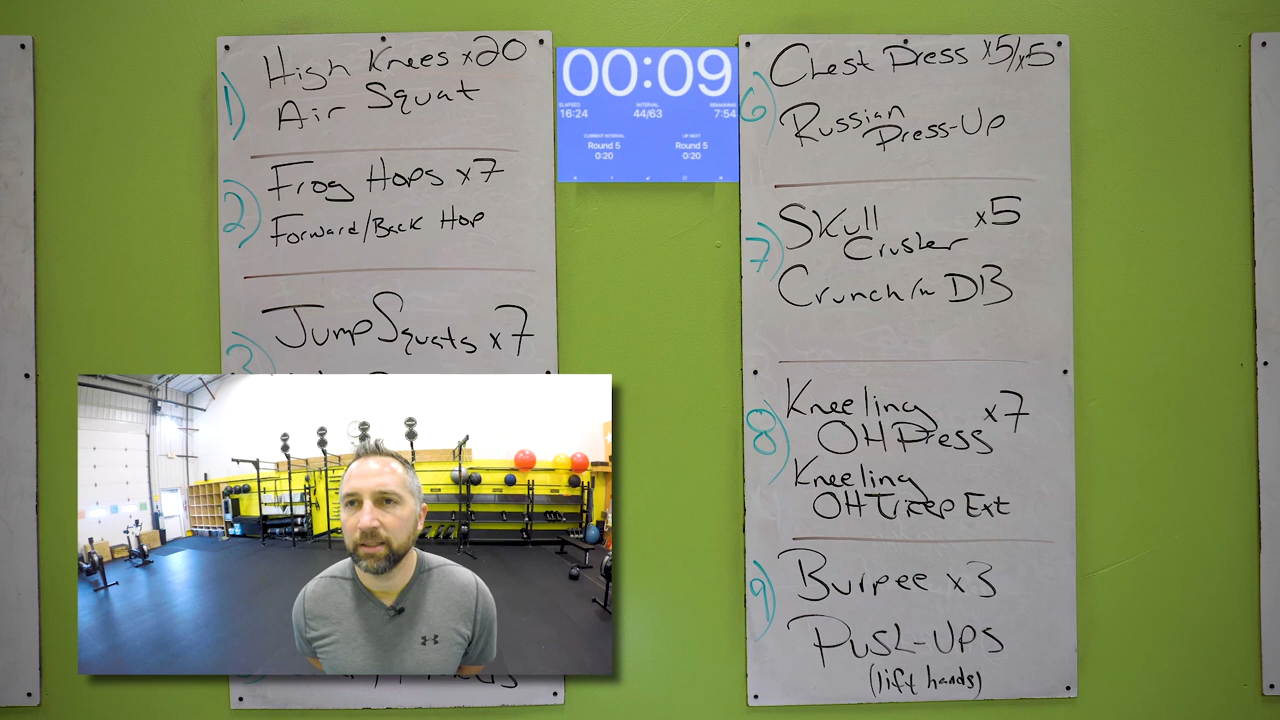 1) High Knees x20
Air Squat
2) Frog Hops x7
Forward/Back Hop
Jump Squats x7
00:09
ELAPSED INTERVAL REMAINING
16:24 44/63 7:54
CURRENT INTERVAL UP NEXT
Round 5 Round 5
0:20 0:20
6) Chest Press x5/x5
Russian
Press-Up
7) Skull x5
Crusher
Crunch/w DB
8) Kneeling x7
OH Press
Kneeling
OH Tricep Ext
9) Burpee x3
Push-ups
(lift hands)